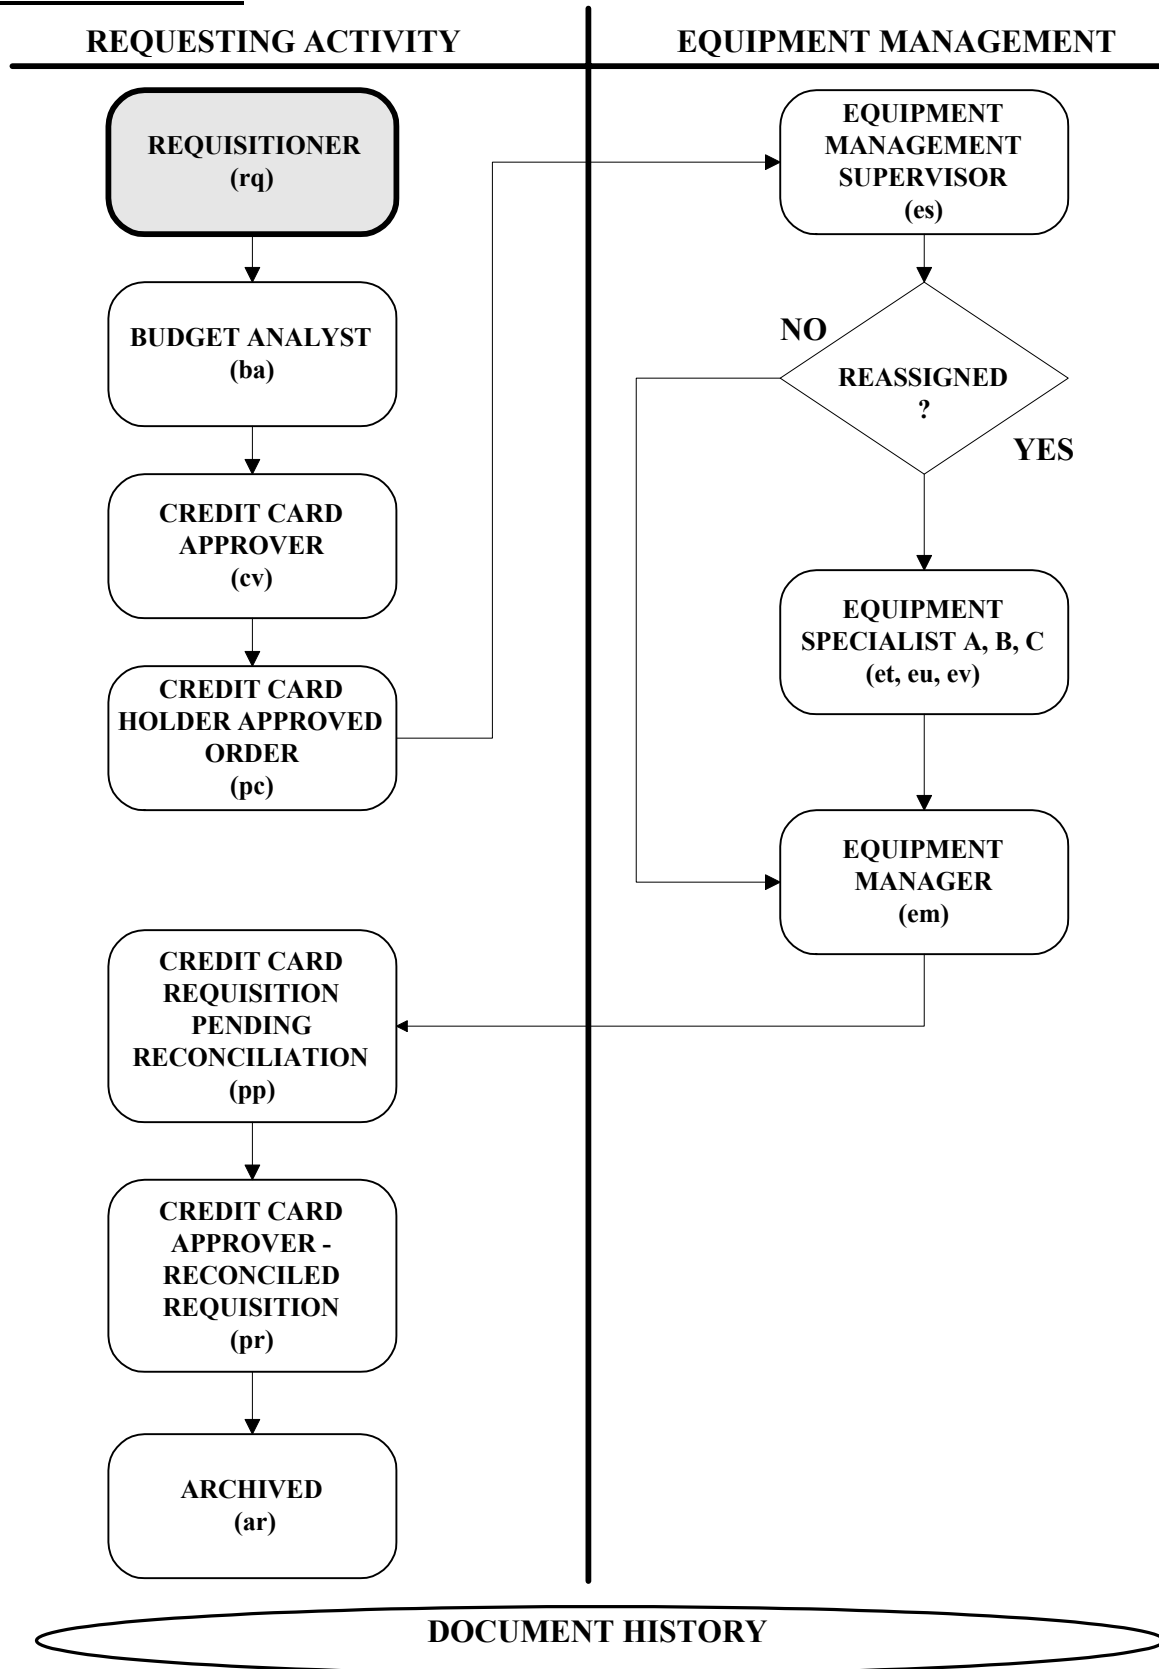 REQUESTING ACTIVITY
EQUIPMENT MANAGEMENT
REQUISITIONER
(rq)
BUDGET ANALYST
(ba)
CREDIT CARD
APPROVER
(cv)
CREDIT CARD
HOLDER APPROVED
ORDER
(pc)
EQUIPMENT
MANAGEMENT
SUPERVISOR
(es)
NO
REASSIGNED
?
YES
EQUIPMENT
SPECIALIST A, B, C
(et, eu, ev)
EQUIPMENT
MANAGER
(em)
CREDIT CARD
REQUISITION
PENDING
RECONCILIATION
(pp)
CREDIT CARD
APPROVER -
RECONCILED
REQUISITION
(pr)
ARCHIVED
(ar)
DOCUMENT HISTORY